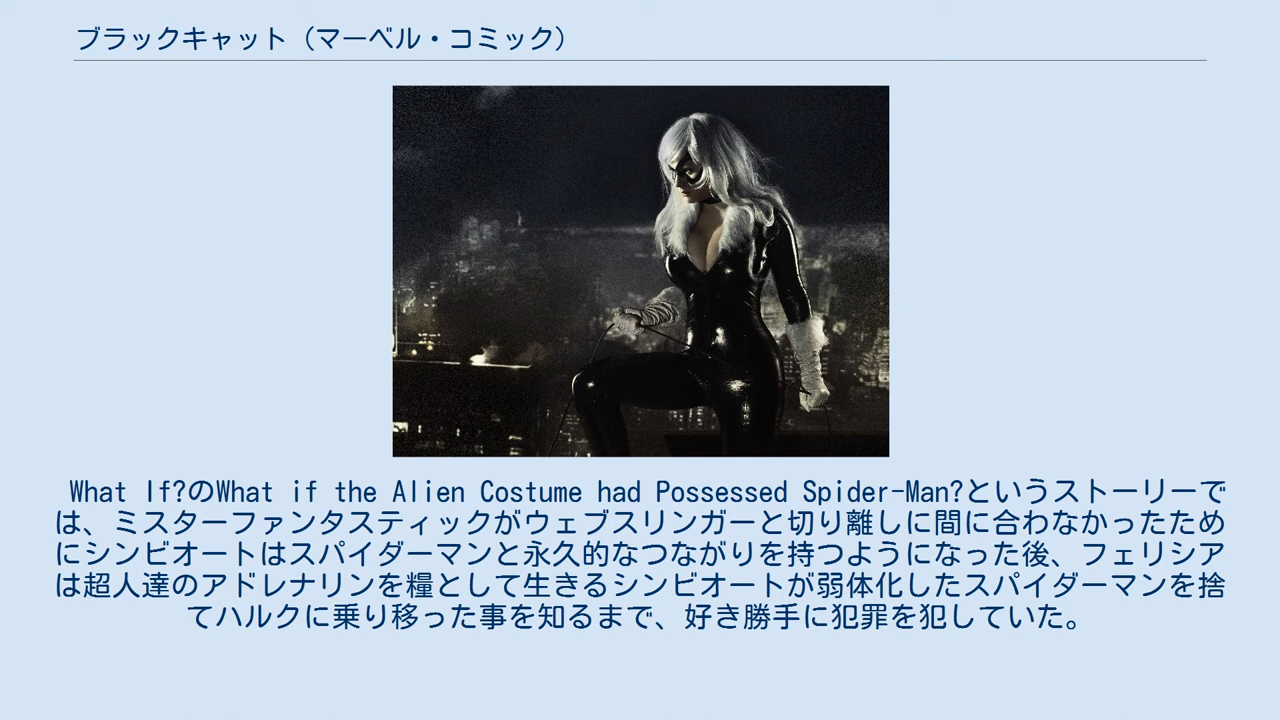 ブラックキャット（マーベル・コミック）
What If?のWhat if the Alien Costume had Possessed Spider-Man?というストーリーで
は、ミスターファンタスティックがウェブスリンガーと切り離しに間に合わなかったため
にシンビオートはスパイダーマンと永久的なつながりを持つようになった後、フェリシア
は超人達のアドレナリンを糧として生きるシンビオートが弱体化したスパイダーマンを捨
てハルクに乗り移った事を知るまで、好き勝手に犯罪を犯していた。